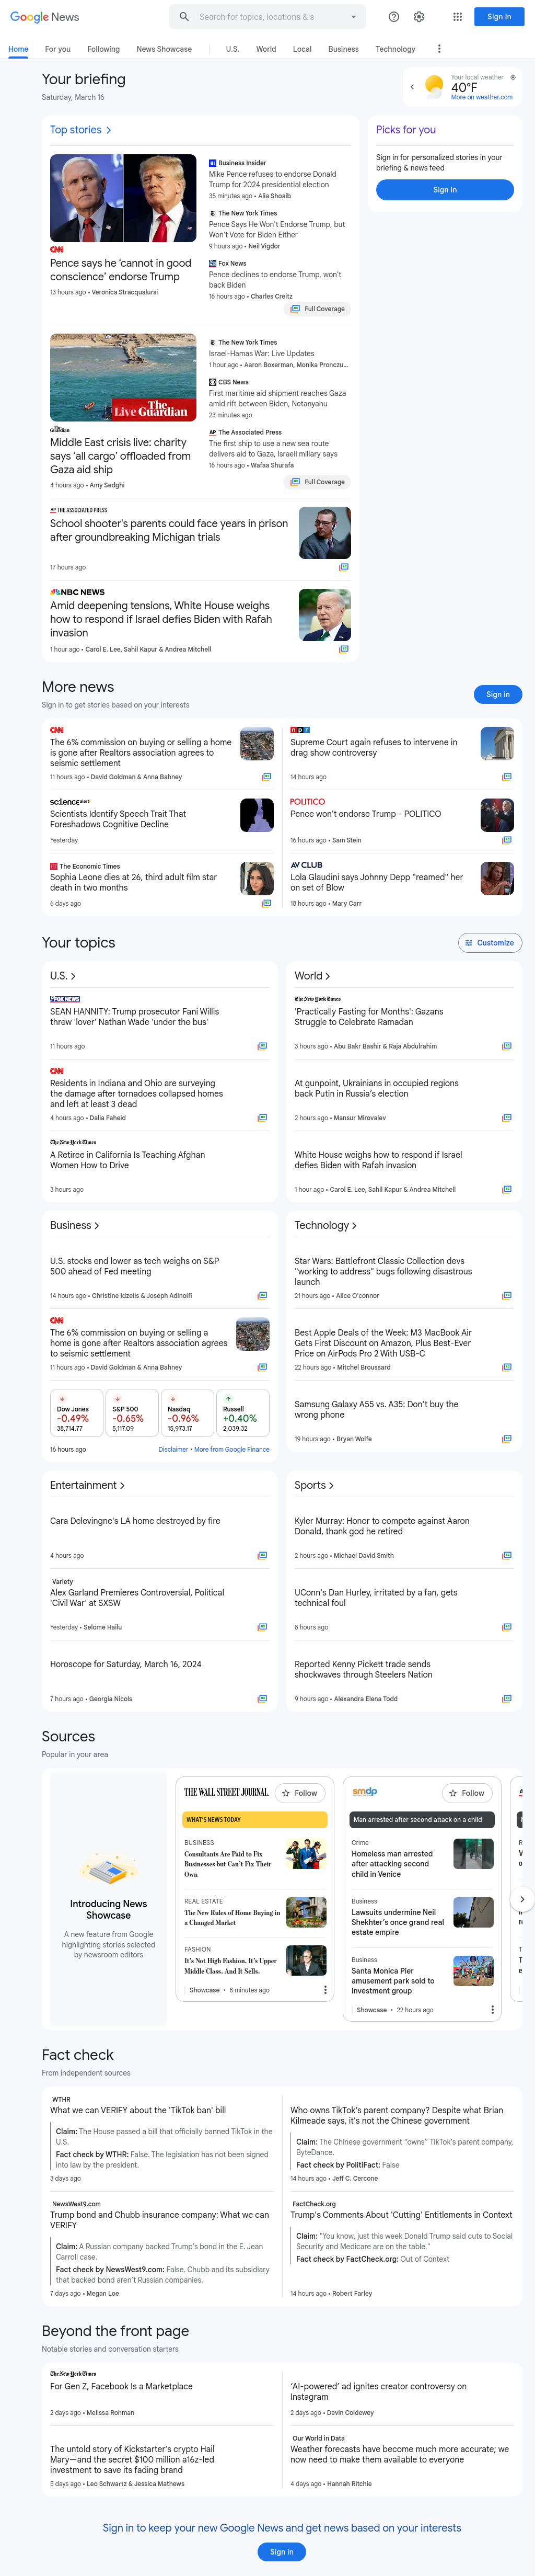 Google News
Search for topics, locations & s
Sign in
Home For you Following News Showcase U.S. World Local Business Technology
Your briefing
Saturday, March 16
Your local weather
40°F
More on weather.com
Top stories
CNN
Pence says he ‘cannot in good
conscience’ endorse Trump
13 hours ago • Veronica Stracqualursi
Business Insider
Mike Pence refuses to endorse Donald
Trump for 2024 presidential election
35 minutes ago • Alia Shoaib
The New York Times
Pence Says He Won't Endorse Trump, but
Won't Vote for Biden Either
9 hours ago • Neil Vigdor
Fox News
Pence declines to endorse Trump, won't
back Biden
16 hours ago • Charles Creitz
Full Coverage
Picks for you
Sign in for personalized stories in your
briefing & news feed
Sign in
Live The Guardian
The Guardian
Middle East crisis live: charity
says ‘all cargo’ offloaded from
Gaza aid ship
4 hours ago • Amy Sedghi
The New York Times
Israel-Hamas War: Live Updates
1 hour ago • Aaron Boxerman, Monika Pronczu...
CBS News
First maritime aid shipment reaches Gaza
amid rift between Biden, Netanyahu
23 minutes ago
AP The Associated Press
The first ship to use a new sea route
delivers aid to Gaza, Israeli miliary says
16 hours ago • Wafaa Shurafa
Full Coverage
AP THE ASSOCIATED PRESS
School shooter's parents could face years in prison
after groundbreaking Michigan trials
17 hours ago
NBC NEWS
Amid deepening tensions, White House weighs
how to respond if Israel defies Biden with Rafah
invasion
1 hour ago • Carol E. Lee, Sahil Kapur & Andrea Mitchell
More news
Sign in to get stories based on your interests
Sign in
CNN
The 6% commission on buying or selling a home
is gone after Realtors association agrees to
seismic settlement
11 hours ago • David Goldman & Anna Bahney
npr
Supreme Court again refuses to intervene in
drag show controversy
14 hours ago
science alert
Scientists Identify Speech Trait That
Foreshadows Cognitive Decline
Yesterday
POLITICO
Pence won't endorse Trump - POLITICO
16 hours ago • Sam Stein
ET The Economic Times
Sophia Leone dies at 26, third adult film star
death in two months
6 days ago
AV CLUB
Lola Glaudini says Johnny Depp "reamed" her
on set of Blow
18 hours ago • Mary Carr
Your topics
Customize
U.S.
FOX NEWS
SEAN HANNITY: Trump prosecutor Fani Willis
threw 'lover' Nathan Wade 'under the bus'
11 hours ago
CNN
Residents in Indiana and Ohio are surveying
the damage after tornadoes collapsed homes
and left at least 3 dead
4 hours ago • Dalia Faheid
The New York Times
A Retiree in California Is Teaching Afghan
Women How to Drive
3 hours ago
World
The New York Times
'Practically Fasting for Months': Gazans
Struggle to Celebrate Ramadan
3 hours ago • Abu Bakr Bashir & Raja Abdulrahim
At gunpoint, Ukrainians in occupied regions
back Putin in Russia’s election
2 hours ago • Mansur Mirovalev
White House weighs how to respond if Israel
defies Biden with Rafah invasion
1 hour ago • Carol E. Lee, Sahil Kapur & Andrea Mitchell
Business
U.S. stocks end lower as tech weighs on S&P
500 ahead of Fed meeting
14 hours ago • Christine Idzelis & Joseph Adinolfi
CNN
The 6% commission on buying or selling a
home is gone after Realtors association agrees
to seismic settlement
11 hours ago • David Goldman & Anna Bahney
Dow Jones S&P 500 Nasdaq Russell
-0.49% -0.65% -0.96% +0.40%
38,714.77 5,117.09 15,973.17 2,039.32
16 hours ago
Disclaimer • More from Google Finance
Technology
Star Wars: Battlefront Classic Collection devs
"working to address" bugs following disastrous
launch
21 hours ago • Alice O'connor
Best Apple Deals of the Week: M3 MacBook Air
Gets First Discount on Amazon, Plus Best-Ever
Price on AirPods Pro 2 With USB-C
22 hours ago • Mitchel Broussard
Samsung Galaxy A55 vs. A35: Don’t buy the
wrong phone
19 hours ago • Bryan Wolfe
Entertainment
Cara Delevingne's LA home destroyed by fire
4 hours ago
Variety
Alex Garland Premieres Controversial, Political
'Civil War' at SXSW
Yesterday • Selome Hailu
Horoscope for Saturday, March 16, 2024
7 hours ago • Georgia Nicols
Sports
Kyler Murray: Honor to compete against Aaron
Donald, thank god he retired
2 hours ago • Michael David Smith
UConn's Dan Hurley, irritated by a fan, gets
technical foul
8 hours ago
Reported Kenny Pickett trade sends
shockwaves through Steelers Nation
9 hours ago • Alexandra Elena Todd
Sources
Popular in your area
Introducing News
Showcase
A new feature from Google
highlighting stories selected
by newsroom editors
THE WALL STREET JOURNAL.
Follow
WHAT'S NEWS TODAY
BUSINESS
Consultants Are Paid to Fix
Businesses but Can't Fix Their
Own
REAL ESTATE
The New Rules of Home Buying in
a Changed Market
FASHION
It's Not High Fashion. It's Upper
Middle Class. And It Sells.
Showcase • 8 minutes ago
smdp
Follow
Man arrested after second attack on a child
Crime
Homeless man arrested
after attacking second
child in Venice
Business
Lawsuits undermine Neil
Shekhter's once grand real
estate empire
Business
Santa Monica Pier
amusement park sold to
investment group
Showcase • 22 hours ago
Fact check
From independent sources
WTHR
What we can VERIFY about the 'TikTok ban' bill
Claim: The House passed a bill that officially banned TikTok in the
U.S.
Fact check by WTHR: False. The legislation has not been signed
into law by the president.
3 days ago
Who owns TikTok’s parent company? Despite what Brian
Kilmeade says, it's not the Chinese government
Claim: The Chinese government “owns” TikTok’s parent company,
ByteDance.
Fact check by PolitiFact: False
14 hours ago • Jeff C. Cercone
NewsWest9.com
Trump bond and Chubb insurance company: What we can
VERIFY
Claim: A Russian company backed Trump’s bond in the E. Jean
Carroll case.
Fact check by NewsWest9.com: False. Chubb and its subsidiary
that backed bond aren’t Russian companies.
7 days ago • Megan Loe
FactCheck.org
Trump's Comments About 'Cutting' Entitlements in Context
Claim: "You know, just this week Donald Trump said cuts to Social
Security and Medicare are on the table."
Fact check by FactCheck.org: Out of Context
14 hours ago • Robert Farley
Beyond the front page
Notable stories and conversation starters
The New York Times
For Gen Z, Facebook Is a Marketplace
2 days ago • Melissa Rohman
‘AI-powered’ ad ignites creator controversy on
Instagram
2 days ago • Devin Coldewey
The untold story of Kickstarter’s crypto Hail
Mary—and the secret $100 million a16z-led
investment to save its fading brand
5 days ago • Leo Schwartz & Jessica Mathews
Our World in Data
Weather forecasts have become much more accurate; we
now need to make them available to everyone
4 days ago • Hannah Ritchie
Sign in to keep your new Google News and get news based on your interests
Sign in